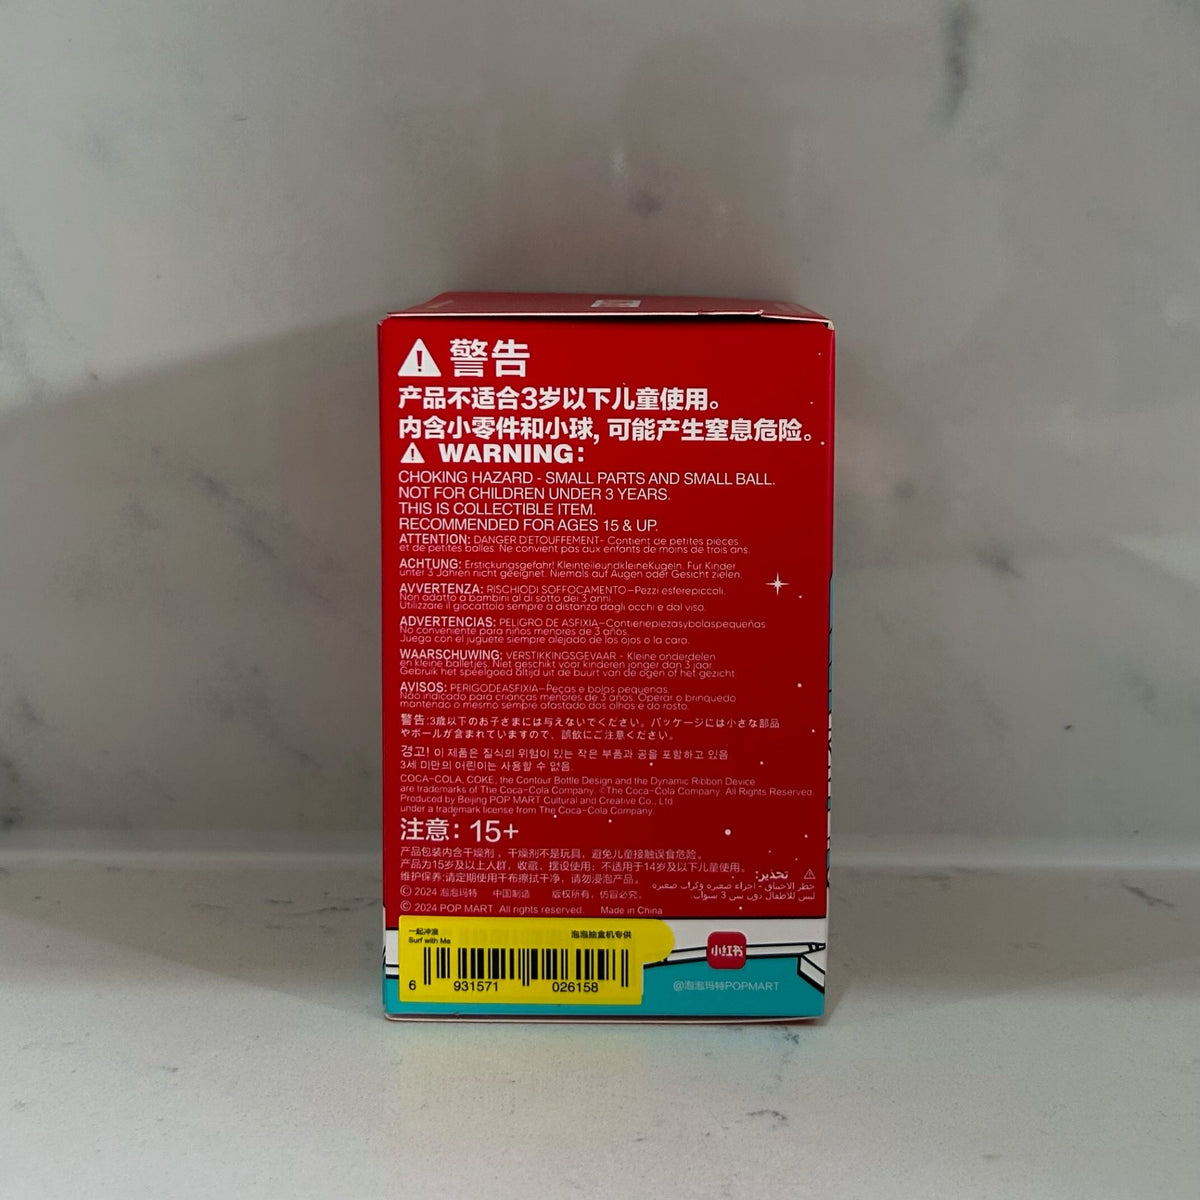 警告
产品不适合3岁以下儿童使用。
内含小零件和小球, 可能产生窒息危险。
WARNING:
CHOKING HAZARD - SMALL PARTS AND SMALL BALL.
NOT FOR CHILDREN UNDER 3 YEARS.
THIS IS COLLECTIBLE ITEM.
RECOMMENDED FOR AGES 15 & UP.
ATTENTION: DANGER D'ETOUFFEMENT- Contient de petites pieces
et de petites balles. Ne convient pas aux enfants de moins de trois ans.
ACHTUNG: Erstickungsgefahr! KleinteileundkleineKugeln. Fur Kinder
unter 3 Jahren nicht geeignet. Niemals auf Augen oder Gesicht zielen.
AVVERTENZA: RISCHIODI SOFFOCAMENTO—Pezzi esferepiccoli.
Non adatto a bambini al di sotto dei 3 anni.
Utilizzare il giocattolo sempre a distanza dagli occhi e dal viso.
ADVERTENCIAS: PELIGRO DE ASFIXIA—Contienepiezasybolaspequeñas.
No conveniente para niños menores de 3 años.
Juega con el juguete siempre alejado de los ojos o la cara.
WAARSCHUWING: VERSTIKKINGSGEVAAR - Kleine onderdelen
en kleine balletjes. Niet geschikt voor kinderen jonger dan 3 jaar.
Gebruik het speelgoed altijd uit de buurt van de ogen of het gezicht.
AVISOS: PERIGODEASFIXIA—Peças e bolas pequenas.
Não indicado para crianças menores de 3 anos. Operar o brinquedo
mantendo o mesmo sempre afastado dos olhos e do rosto.
警告:3歳以下のお子さまには与えないでください。パッケージには小さな部品
やボールが含まれていますので、誤飲にご注意ください。
경고! 이 제품은 질식의 위험이 있는 작은 부품과 공을 포함하고 있음
3세 미만의 어린이는 사용할 수 없음.
COCA-COLA, COKE, the Contour Bottle Design and the Dynamic Ribbon Device
are trademarks of The Coca-Cola Company. ©The Coca-Cola Company. All Rights Reserved.
Produced by Beijing POP MART Cultural and Creative Co., Ltd
under a trademark license from The Coca-Cola Company.
注意: 15+
产品包装内含干燥剂，干燥剂不是玩具，避免儿童接触误食危险。
产品为15岁及以上人群，收藏、摆设使用；不适用于14岁及以下儿童使用。
维护保养:请定期使用干布擦拭干净，请勿浸泡产品。
تحذير:
خطر الاختناق - أجزاء صغيرة وكرات صغيرة.
ليس للأطفال دون سن 3 سنوات.
© 2024 泡泡玛特 中国制造 版权所有，仿冒必究。
© 2024 POP MART. All rights reserved. Made in China
一起冲浪 泡泡抽盒机专供
Surf with Me
6 931571 026158
小红书
@泡泡玛特POPMART